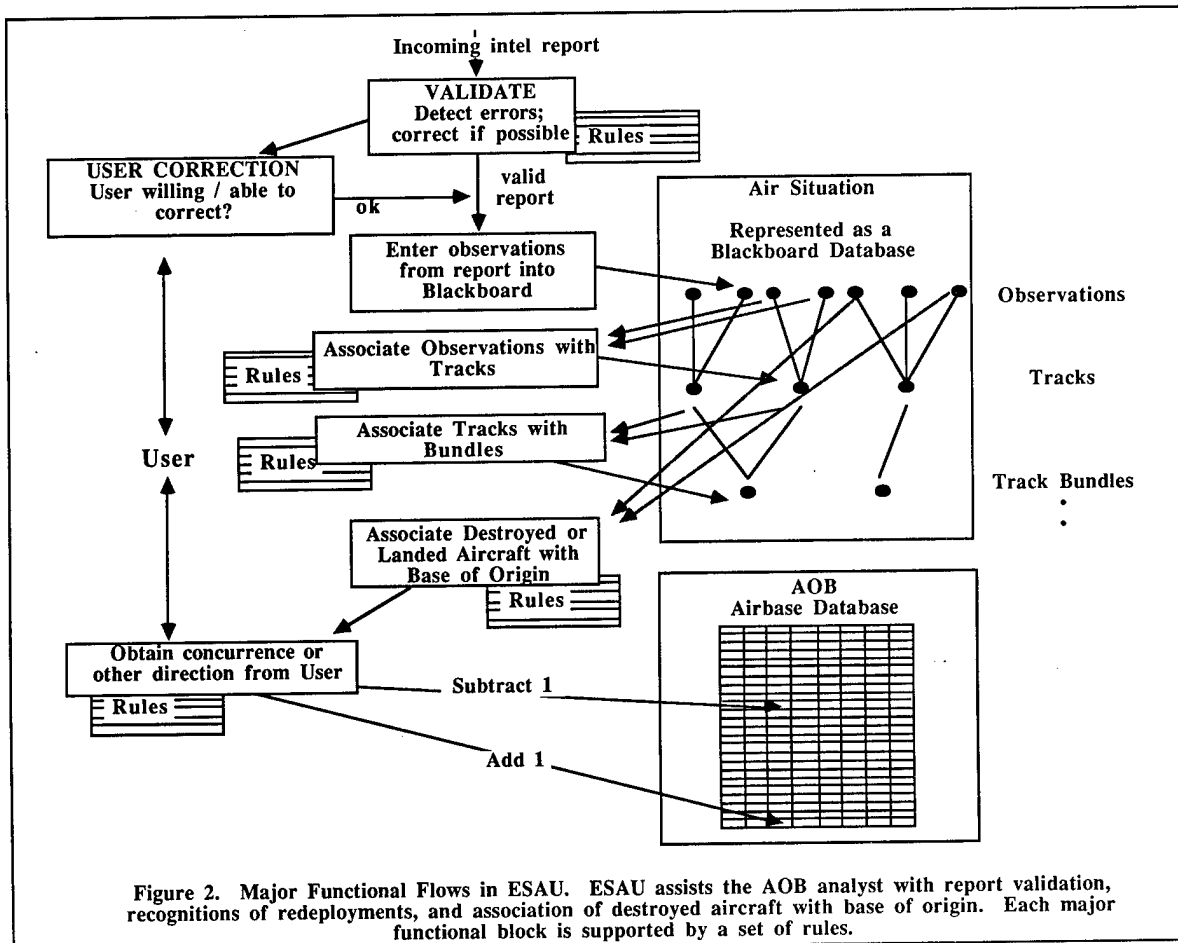 Incoming intel report
VALIDATE
Detect errors;
correct if possible
Rules
USER CORRECTION
User willing / able to
correct?
ok
valid
report
Enter observations
from report into
Blackboard
Air Situation
Represented as a
Blackboard Database
Observations
Associate Observations with
Tracks
Rules
Tracks
Associate Tracks with
Bundles
Rules
User
Track Bundles
Associate Destroyed or
Landed Aircraft with
Base of Origin
Rules
AOB
Airbase Database
Obtain concurrence or
other direction from User
Rules
Subtract 1
Add 1
Figure 2. Major Functional Flows in ESAU. ESAU assists the AOB analyst with report validation,
recognitions of redeployments, and association of destroyed aircraft with base of origin. Each major
functional block is supported by a set of rules.